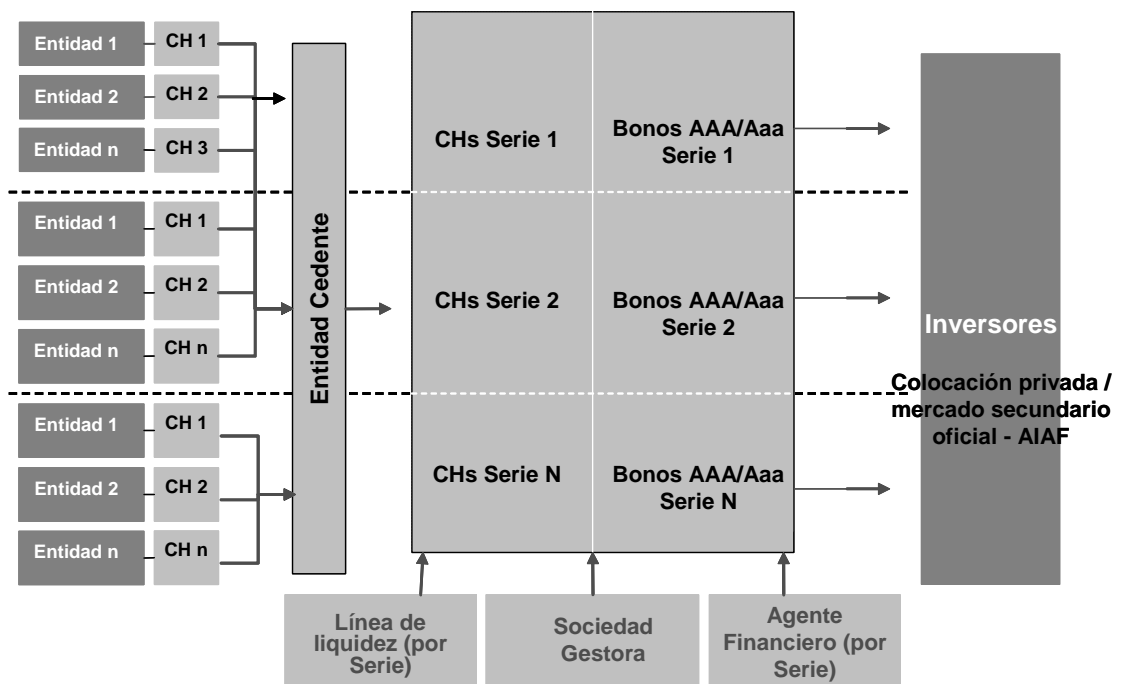 Entidad 1
CH 1
Entidad 2
CH 2
Entidad n
CH 3
Entidad 1
CH 1
Entidad 2
CH 2
Entidad n
CH n
Entidad 1
CH 1
Entidad 2
CH 2
Entidad n
CH n
Entidad Cedente
CHs Serie 1
Bonos AAA/Aaa
Serie 1
CHs Serie 2
Bonos AAA/Aaa
Serie 2
CHs Serie N
Bonos AAA/Aaa
Serie N
Inversores
Colocación privada /
mercado secundario
oficial - AIAF
Línea de
liquidez (por
Serie)
Sociedad
Gestora
Agente
Financiero (por
Serie)